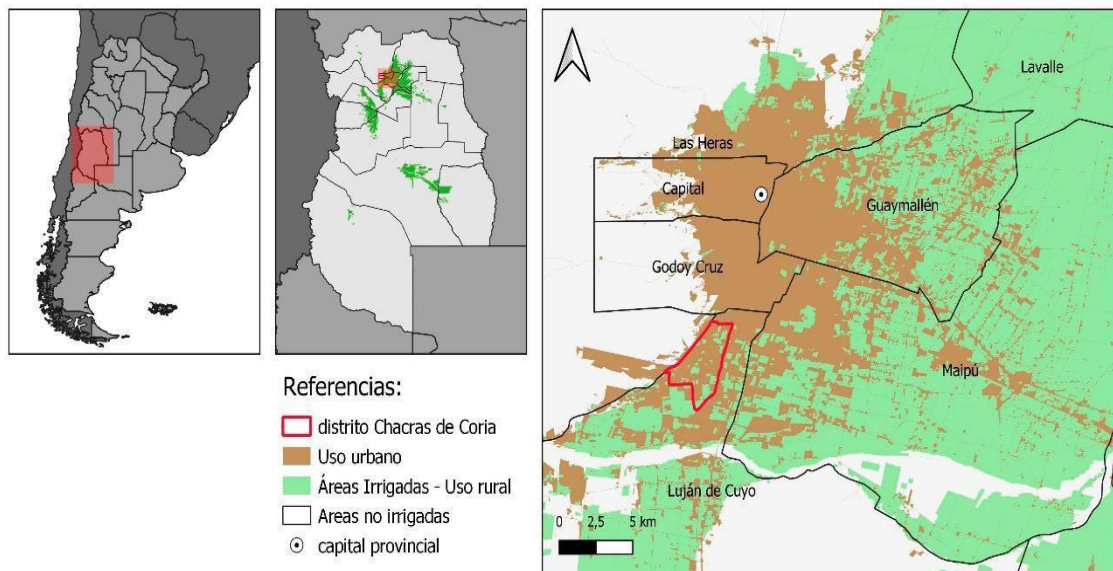 Referencias:
distrito Chacras de Coria
Uso urbano
Áreas Irrigadas - Uso rural
Areas no irrigadas
capital provincial
Lavalle
Las Heras
Capital
Guaymallén
Godoy Cruz
Maipú
Luján de Cuyo
0 2,5 5 km